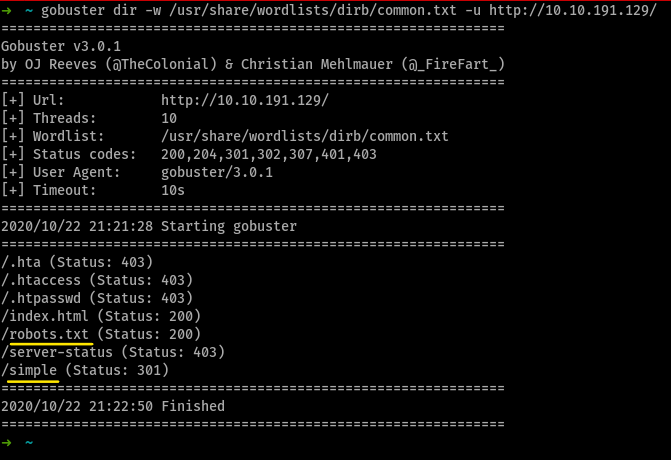 → ~ gobuster dir -w /usr/share/wordlists/dirb/common.txt -u http://10.10.191.129/
===============================================================
Gobuster v3.0.1
by OJ Reeves (@TheColonial) & Christian Mehlmauer (@_FireFart_)
===============================================================
[+] Url:            http://10.10.191.129/
[+] Threads:        10
[+] Wordlist:       /usr/share/wordlists/dirb/common.txt
[+] Status codes:   200,204,301,302,307,401,403
[+] User Agent:     gobuster/3.0.1
[+] Timeout:        10s
===============================================================
2020/10/22 21:21:28 Starting gobuster
===============================================================
/.hta (Status: 403)
/.htaccess (Status: 403)
/.htpasswd (Status: 403)
/index.html (Status: 200)
/robots.txt (Status: 200)
/server-status (Status: 403)
/simple (Status: 301)
===============================================================
2020/10/22 21:22:50 Finished
===============================================================
→ ~